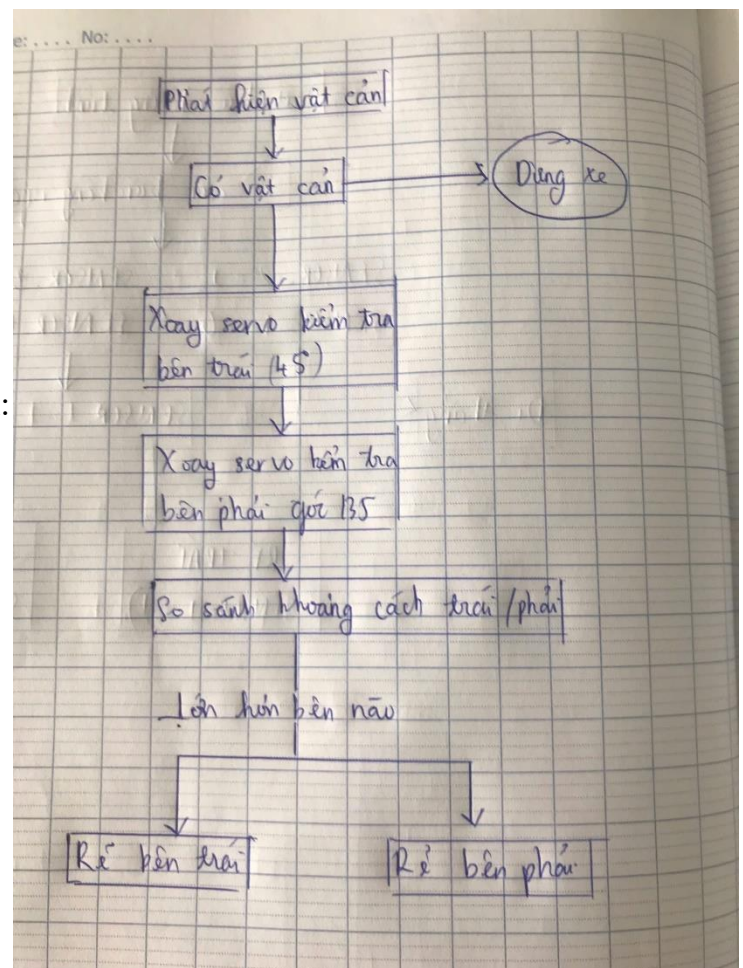 e: .... No: ....
Phát hiện vật cản
Có vật cản
Dừng xe
Xoay servo kiểm tra
bên trái (45)
:
Xoay servo kểm tra
bên phải góc 135
So sánh khoảng cách trái/phải
Lớn hơn bên nào
Rẽ bên trái
Rẽ bên phải